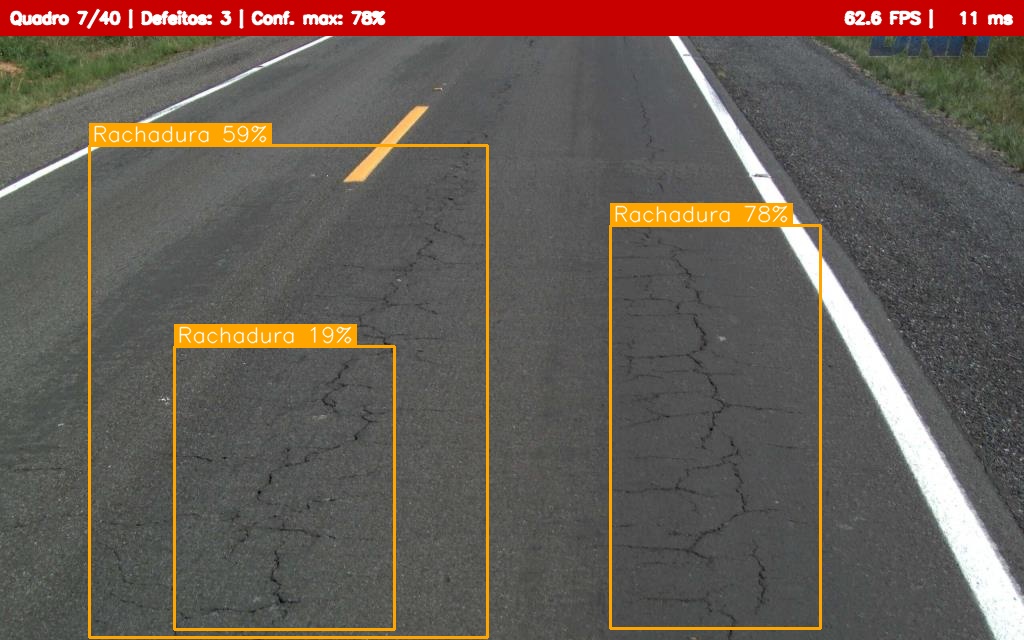 Quadro 7/40 | Defeitos: 3 | Conf. max: 78% 62.6 FPS | 11 ms
DNIT
Rachadura 59%
Rachadura 78%
Rachadura 19%